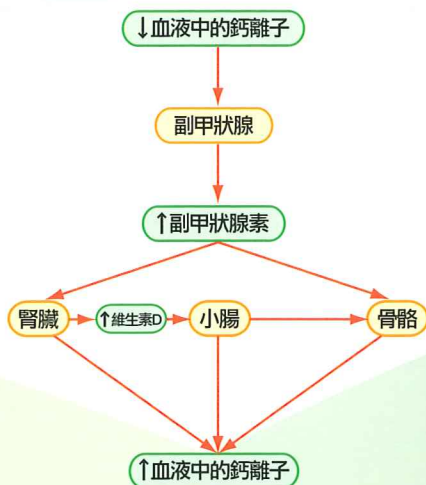 ↓血液中的鈣離子
副甲狀腺
↑副甲狀腺素
腎臟
↑維生素D
小腸
骨骼
↑血液中的鈣離子